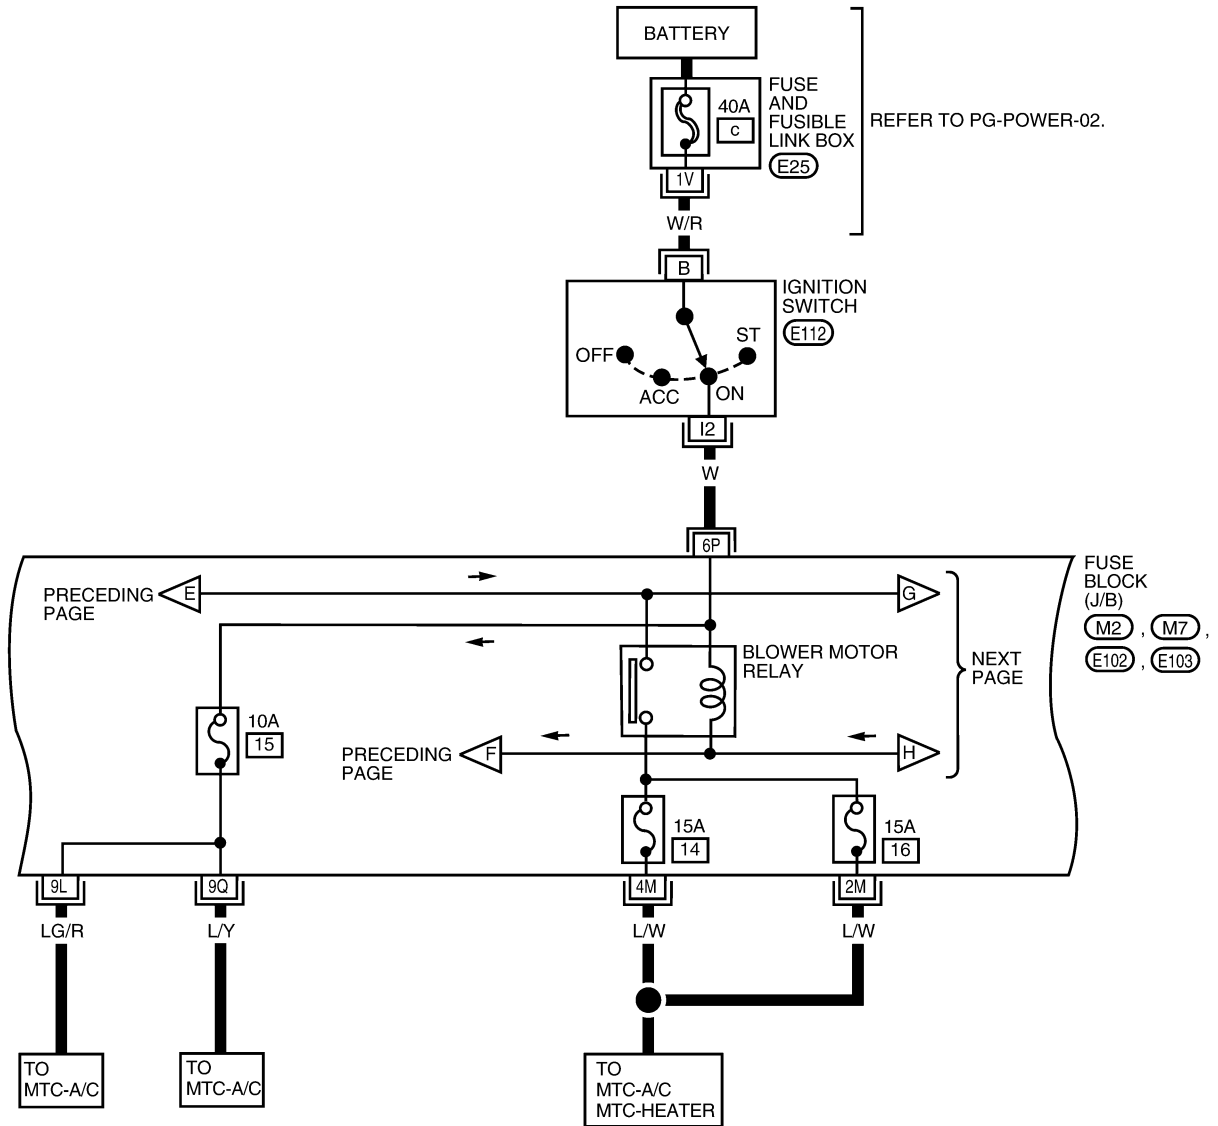 BATTERY
40A
c
FUSE
AND
FUSIBLE
LINK BOX
E25
REFER TO PG-POWER-02.
1V
W/R
B
IGNITION
SWITCH
E112
OFF
ACC
ON
ST
I2
W
6P
PRECEDING
PAGE
E
G
FUSE
BLOCK
(J/B)
M2 , M7 ,
E102 , E103
BLOWER MOTOR
RELAY
NEXT
PAGE
10A
15
PRECEDING
PAGE
F
H
15A
14
15A
16
9L
9Q
4M
2M
LG/R
L/Y
L/W
L/W
TO
MTC-A/C
TO
MTC-A/C
TO
MTC-A/C
MTC-HEATER